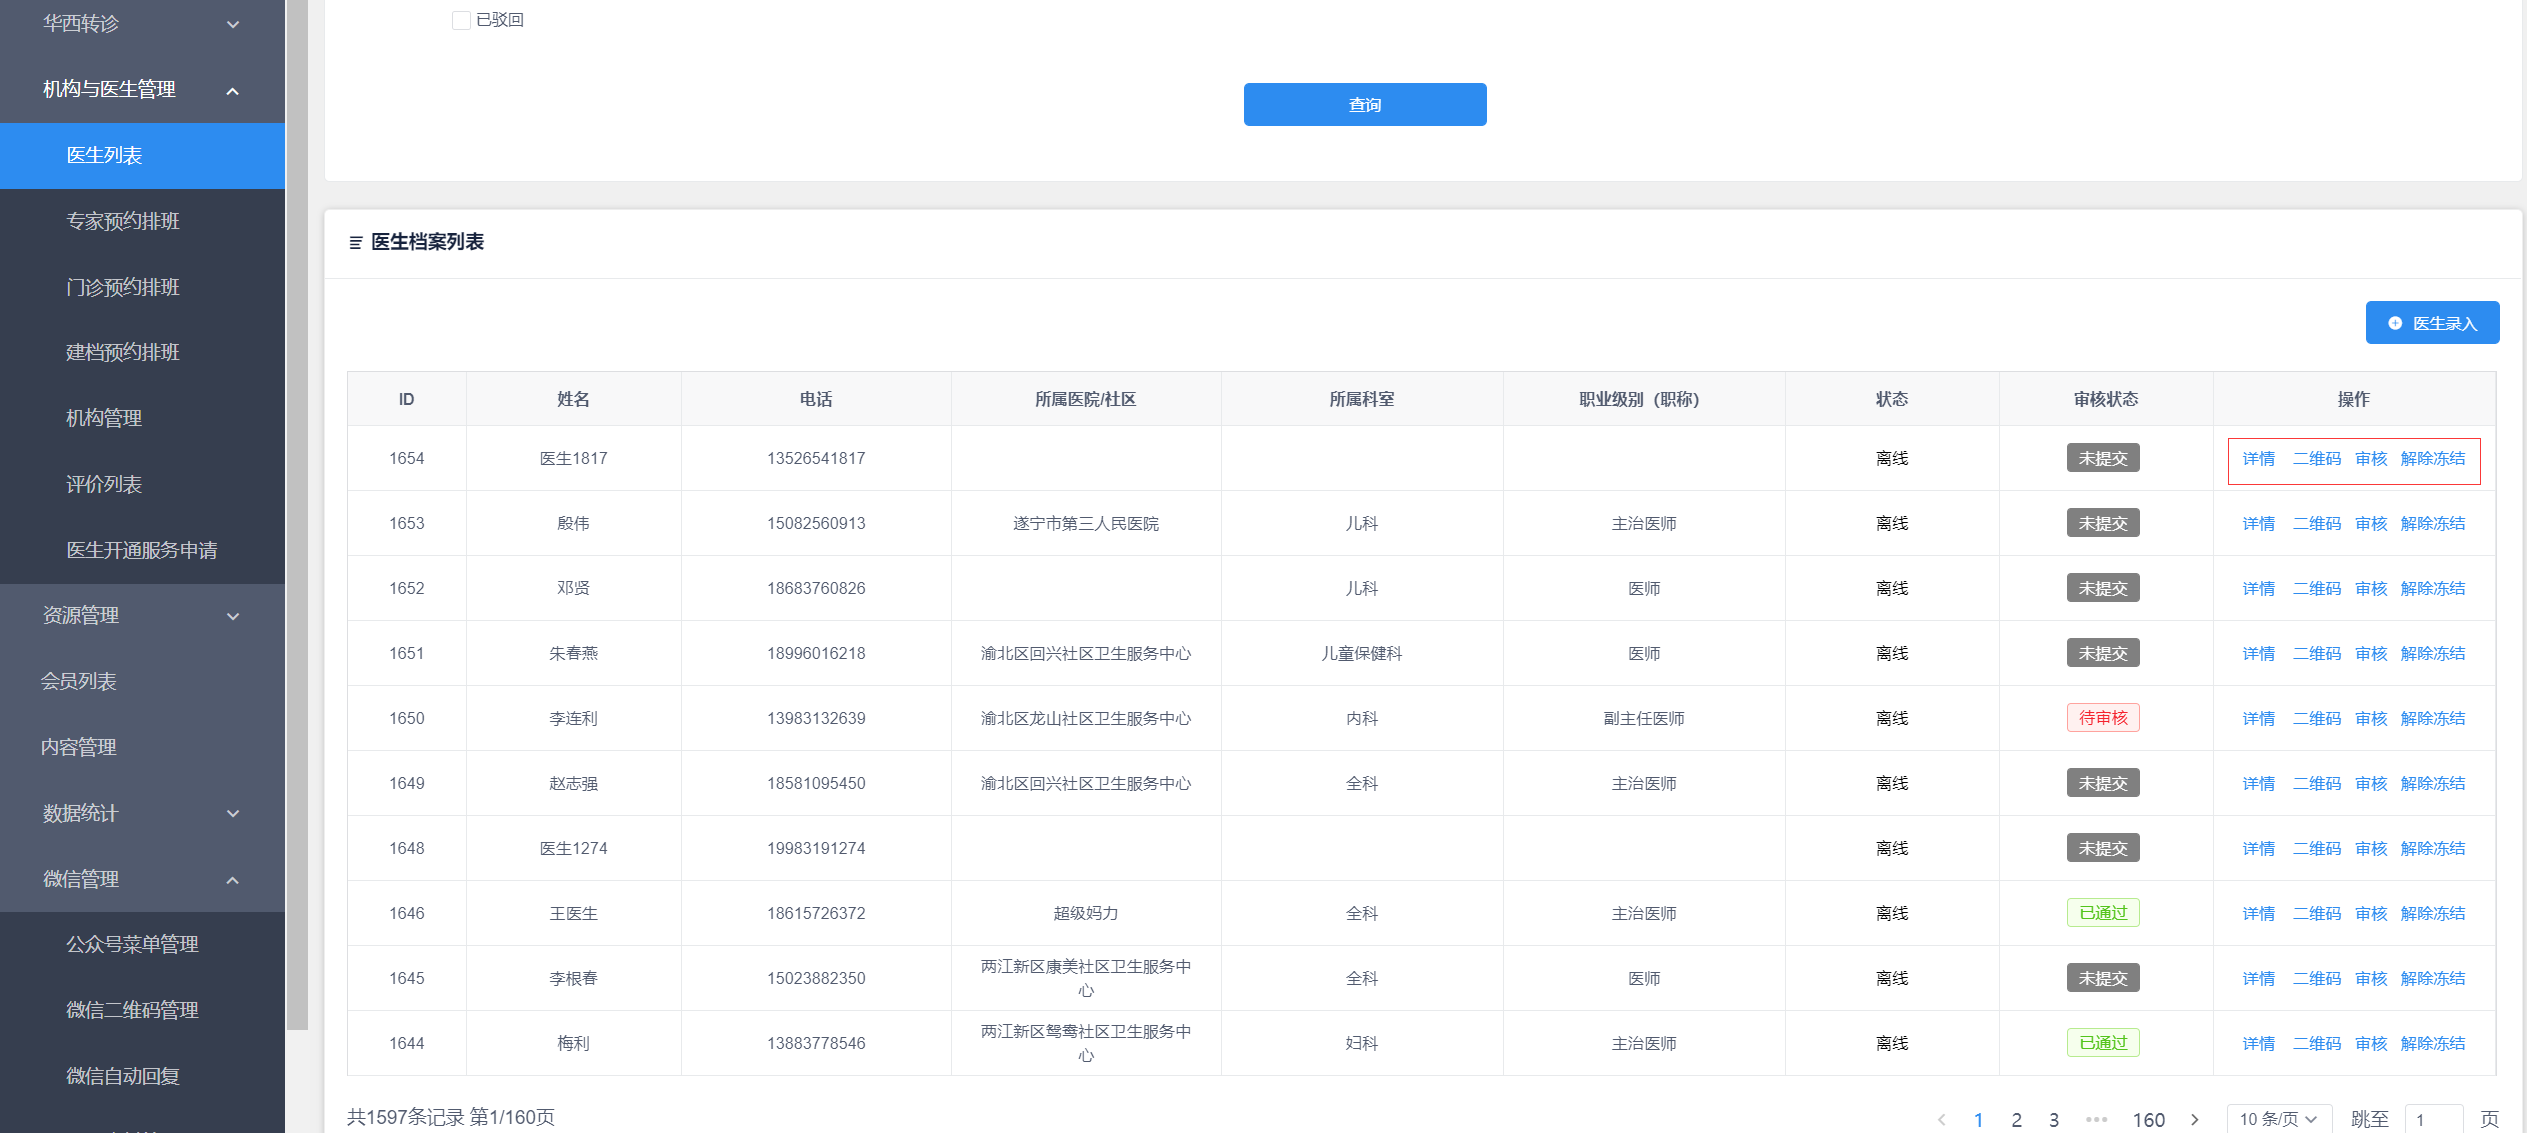 华西转诊
机构与医生管理
医生列表
专家预约排班
门诊预约排班
建档预约排班
机构管理
评价列表
医生开通服务申请
资源管理
会员列表
内容管理
数据统计
微信管理
公众号菜单管理
微信二维码管理
微信自动回复
已驳回
查询
医生档案列表
医生录入
ID 姓名 电话 所属医院/社区 所属科室 职业级别（职称） 状态 审核状态 操作
1654 医生1817 13526541817 离线 未提交 详情 二维码 审核 解除冻结
1653 殷伟 15082560913 遂宁市第三人民医院 儿科 主治医师 离线 未提交 详情 二维码 审核 解除冻结
1652 邓贤 18683760826 儿科 医师 离线 未提交 详情 二维码 审核 解除冻结
1651 朱春燕 18996016218 渝北区回兴社区卫生服务中心 儿童保健科 医师 离线 未提交 详情 二维码 审核 解除冻结
1650 李连利 13983132639 渝北区龙山社区卫生服务中心 内科 副主任医师 离线 待审核 详情 二维码 审核 解除冻结
1649 赵志强 18581095450 渝北区回兴社区卫生服务中心 全科 主治医师 离线 未提交 详情 二维码 审核 解除冻结
1648 医生1274 19983191274 离线 未提交 详情 二维码 审核 解除冻结
1646 王医生 18615726372 超级妈力 全科 主治医师 离线 已通过 详情 二维码 审核 解除冻结
1645 李根春 15023882350 两江新区康美社区卫生服务中
心 全科 医师 离线 未提交 详情 二维码 审核 解除冻结
1644 梅利 13883778546 两江新区鸳鸯社区卫生服务中
心 妇科 主治医师 离线 已通过 详情 二维码 审核 解除冻结
共1597条记录 第1/160页
1 2 3 ••• 160 10 条/页 跳至 1 页